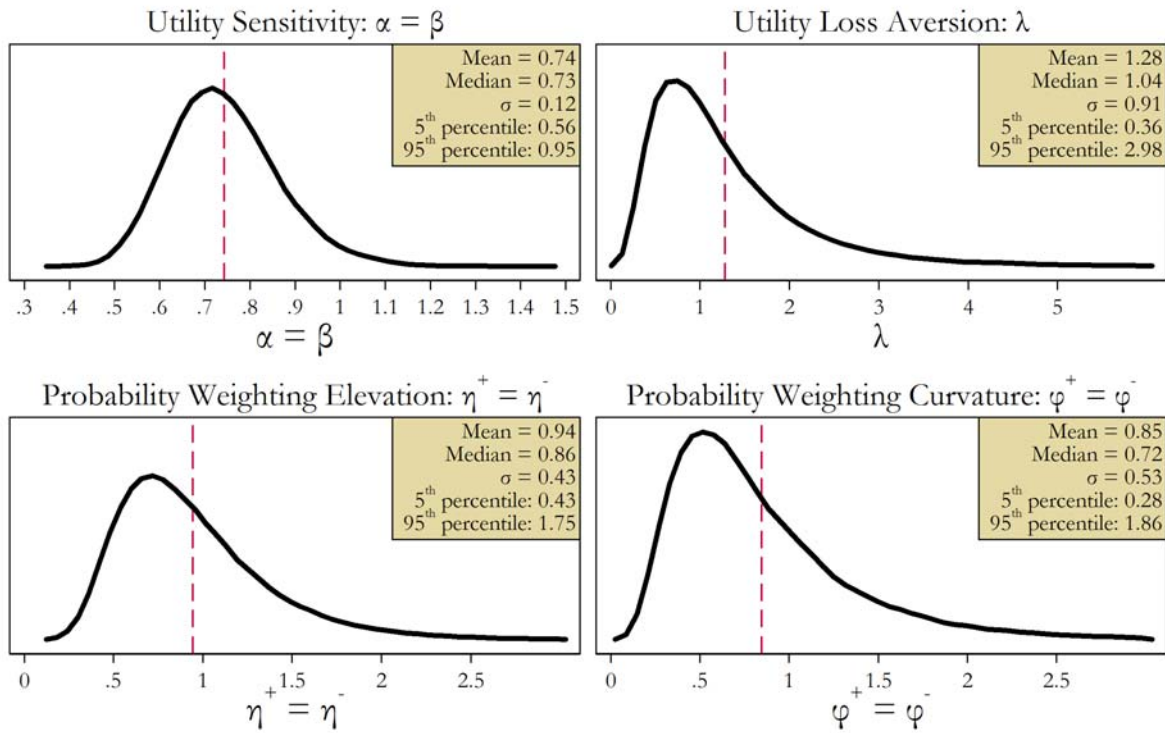 Utility Sensitivity: α = β
Mean = 0.74
Median = 0.73
σ = 0.12
5th percentile: 0.56
95th percentile: 0.95
.3 .4 .5 .6 .7 .8 .9 1 1.1 1.2 1.3 1.4 1.5
α = β
Utility Loss Aversion: λ
Mean = 1.28
Median = 1.04
σ = 0.91
5th percentile: 0.36
95th percentile: 2.98
0 1 2 3 4 5
λ
Probability Weighting Elevation: η⁺ = η⁻
Mean = 0.94
Median = 0.86
σ = 0.43
5th percentile: 0.43
95th percentile: 1.75
0 .5 1 1.5 2 2.5
η⁺ = η⁻
Probability Weighting Curvature: φ⁺ = φ⁻
Mean = 0.85
Median = 0.72
σ = 0.53
5th percentile: 0.28
95th percentile: 1.86
0 .5 1 1.5 2 2.5
φ⁺ = φ⁻